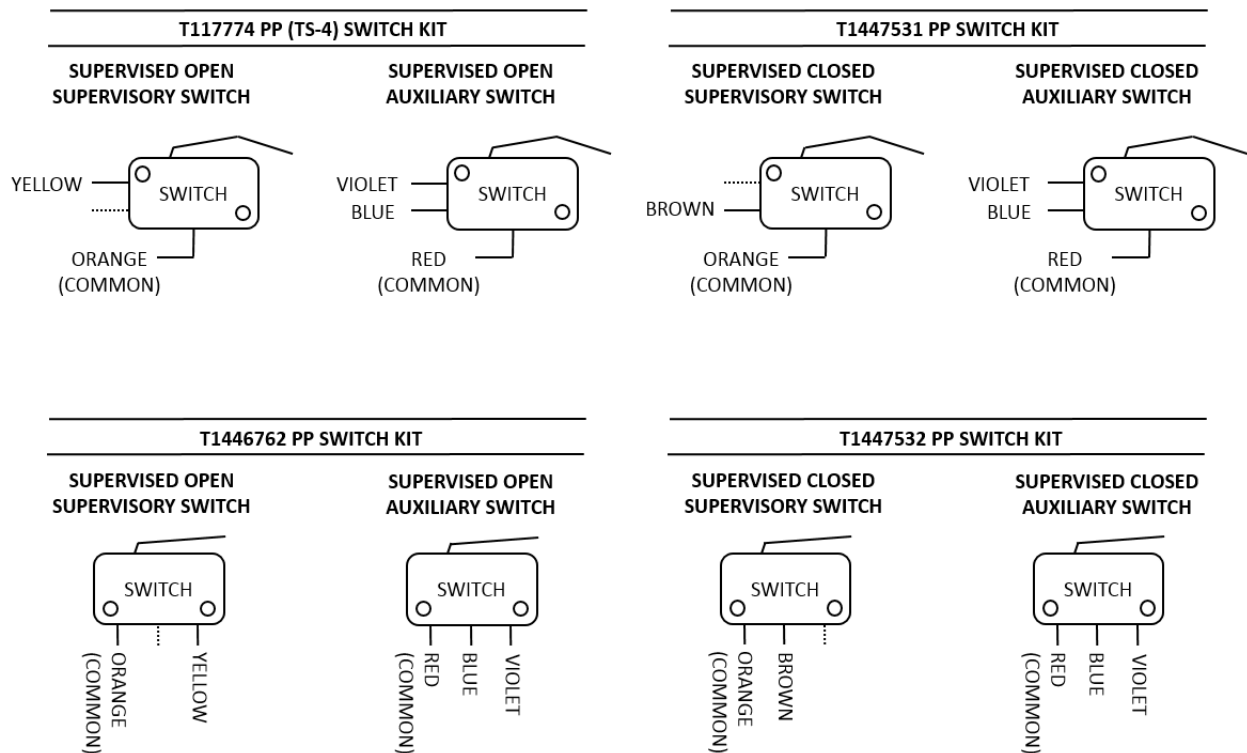 T117774 PP (TS-4) SWITCH KIT
SUPERVISED OPEN
SUPERVISORY SWITCH
YELLOW
SWITCH
ORANGE
(COMMON)
SUPERVISED OPEN
AUXILIARY SWITCH
VIOLET
BLUE
SWITCH
RED
(COMMON)
T1447531 PP SWITCH KIT
SUPERVISED CLOSED
SUPERVISORY SWITCH
BROWN
SWITCH
ORANGE
(COMMON)
SUPERVISED CLOSED
AUXILIARY SWITCH
VIOLET
BLUE
SWITCH
RED
(COMMON)
T1446762 PP SWITCH KIT
SUPERVISED OPEN
SUPERVISORY SWITCH
SWITCH
ORANGE
(COMMON)
YELLOW
SUPERVISED OPEN
AUXILIARY SWITCH
SWITCH
RED
(COMMON)
BLUE
VIOLET
T1447532 PP SWITCH KIT
SUPERVISED CLOSED
SUPERVISORY SWITCH
SWITCH
ORANGE
(COMMON)
BROWN
SUPERVISED CLOSED
AUXILIARY SWITCH
SWITCH
RED
(COMMON)
BLUE
VIOLET